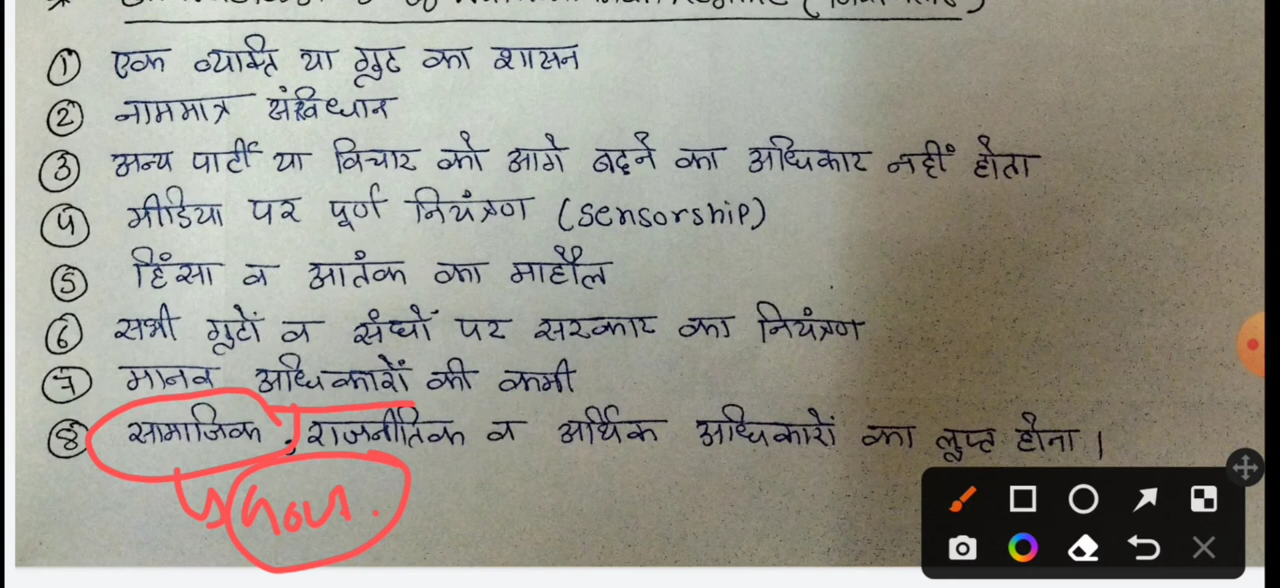 ① एक व्यक्ति या गुट का शासन
② नाममात्र संविधान
③ अन्य पार्टी या विचार को आगे बढ़ने का अधिकार नहीं होता
④ मीडिया पर पूर्ण नियंत्रण (sensorship)
⑤ हिंसा व आतंक का माहौल
⑥ सभी गुटों व संघों पर सरकार का नियंत्रण
⑦ मानव अधिकारों की कमी
⑧ सामाजिक, राजनीतिक व आर्थिक अधिकारों का लुप्त होना।